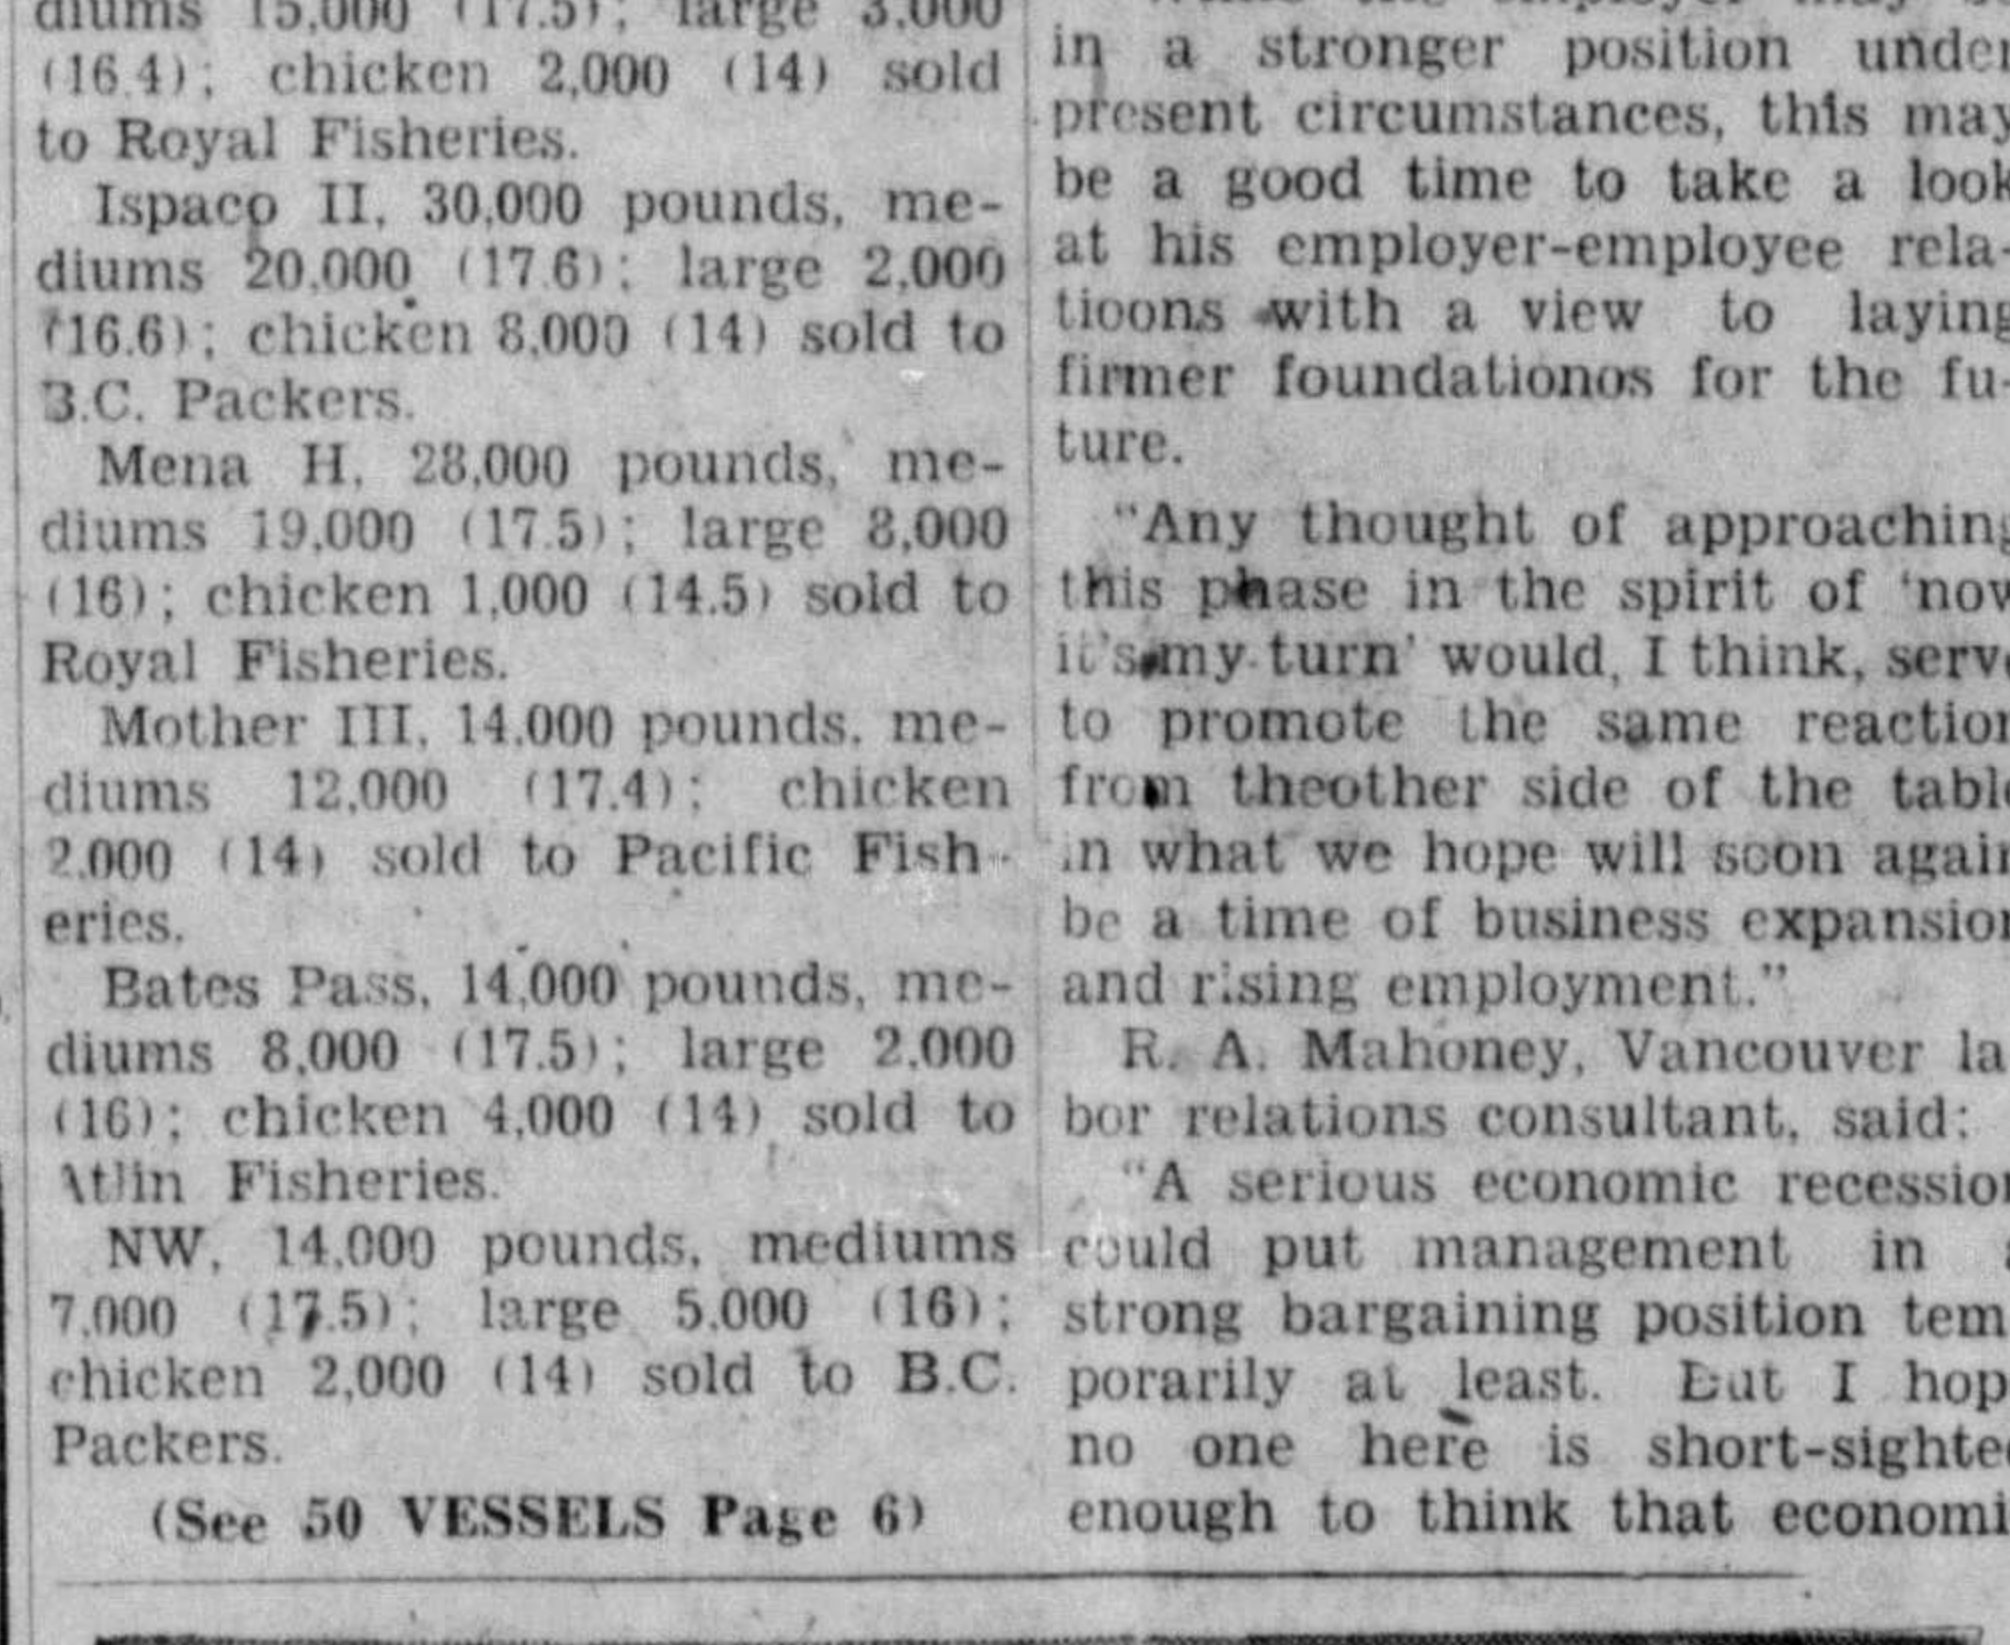 diums 15,000 (17.5); large 3,000
(16.4); chicken 2,000 (14) sold
to Royal Fisheries.
Ispaco II, 30,000 pounds, me-
diums 20,000 (17.6); large 2,000
(16.6); chicken 8,000 (14) sold to
B.C. Packers.
Mena H, 28,000 pounds, me-
diums 19,000 (17.5); large 8,000
(16); chicken 1,000 (14.5) sold to
Royal Fisheries.
Mother III, 14,000 pounds, me-
diums 12,000 (17.4); chicken
2,000 (14) sold to Pacific Fish-
eries.
Bates Pass, 14,000 pounds, me-
diums 8,000 (17.5); large 2,000
(16); chicken 4,000 (14) sold to
Atlin Fisheries.
NW, 14,000 pounds, mediums
7,000 (17.5); large 5,000 (16);
chicken 2,000 (14) sold to B.C.
Packers.
(See 50 VESSELS Page 6)
in a stronger position under
present circumstances, this may
be a good time to take a look
at his employer-employee rela-
tioons with a view to laying
firmer foundationos for the fu-
ture.
"Any thought of approaching
this phase in the spirit of 'now
it's my turn' would, I think, serve
to promote the same reaction
from theother side of the table
in what we hope will soon again
be a time of business expansion
and rising employment."
R. A. Mahoney, Vancouver la-
bor relations consultant, said:
"A serious economic recession
could put management in a
strong bargaining position tem-
porarily at least. But I hop
no one here is short-sighted
enough to think that economi